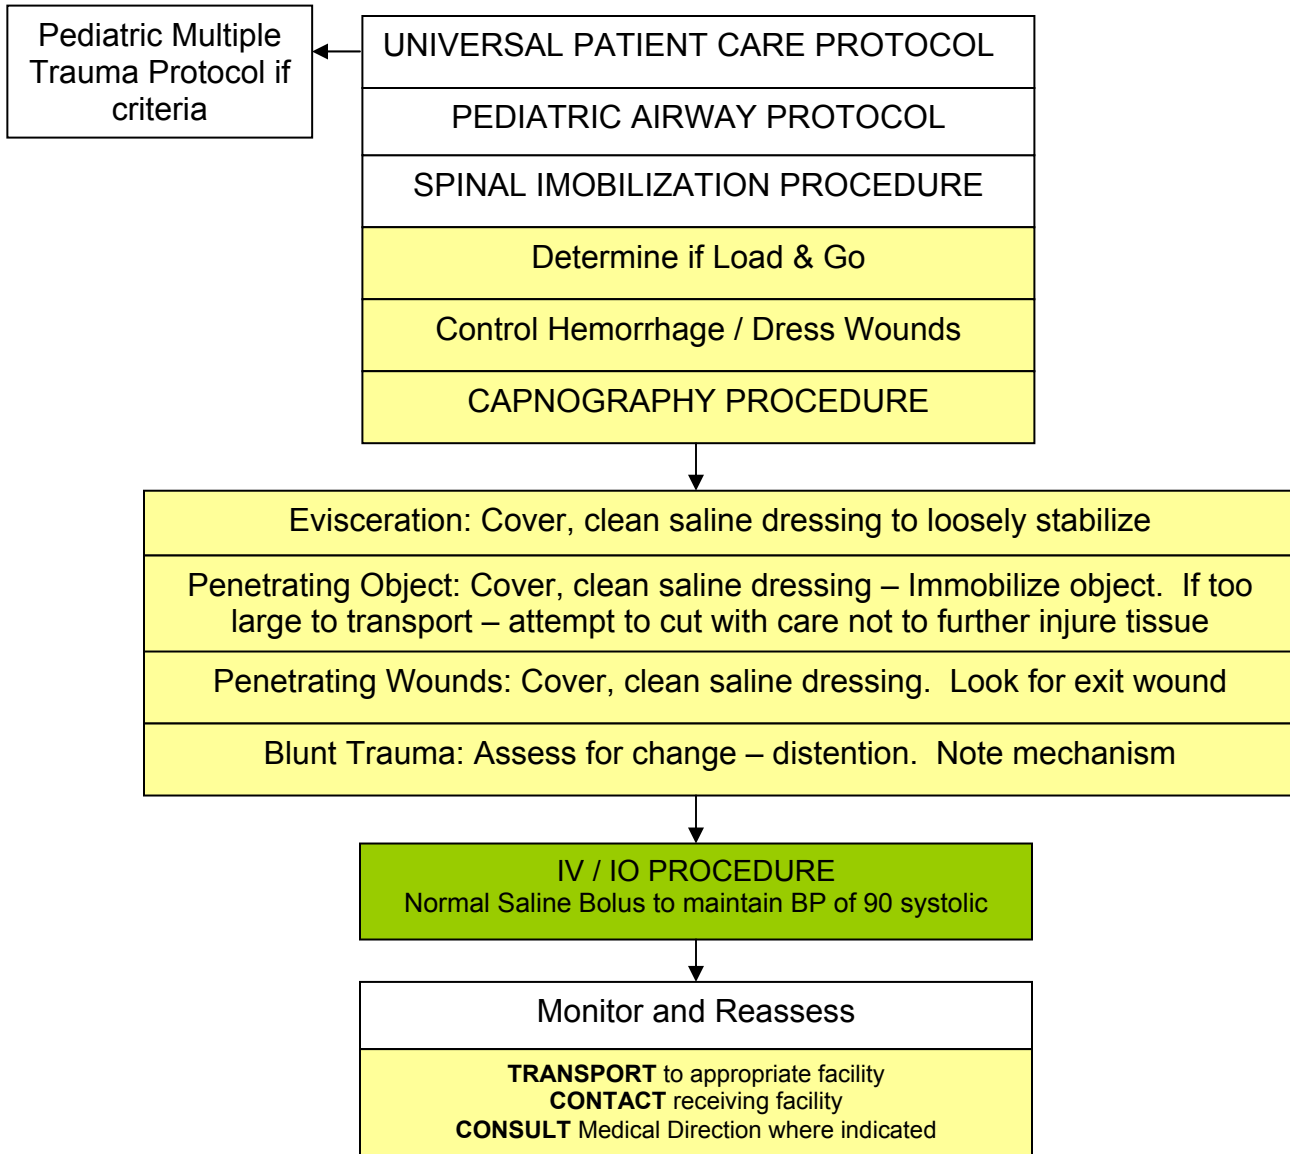 Pediatric Multiple
Trauma Protocol if
criteria
UNIVERSAL PATIENT CARE PROTOCOL
PEDIATRIC AIRWAY PROTOCOL
SPINAL IMOBILIZATION PROCEDURE
Determine if Load & Go
Control Hemorrhage / Dress Wounds
CAPNOGRAPHY PROCEDURE
Evisceration: Cover, clean saline dressing to loosely stabilize
Penetrating Object: Cover, clean saline dressing – Immobilize object. If too
large to transport – attempt to cut with care not to further injure tissue
Penetrating Wounds: Cover, clean saline dressing. Look for exit wound
Blunt Trauma: Assess for change – distention. Note mechanism
IV / IO PROCEDURE
Normal Saline Bolus to maintain BP of 90 systolic
Monitor and Reassess
TRANSPORT to appropriate facility
CONTACT receiving facility
CONSULT Medical Direction where indicated